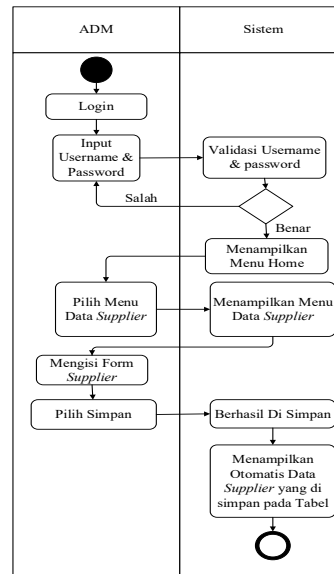 ADM
Sistem
Login
Input
Username &
Password
Validasi Username
& password
Salah
Benar
Menampilkan
Menu Home
Pilih Menu
Data Supplier
Menampilkan Menu
Data Supplier
Mengisi Form
Supplier
Pilih Simpan
Berhasil Di Simpan
Menampilkan
Otomatis Data
Supplier yang di
simpan pada Tabel